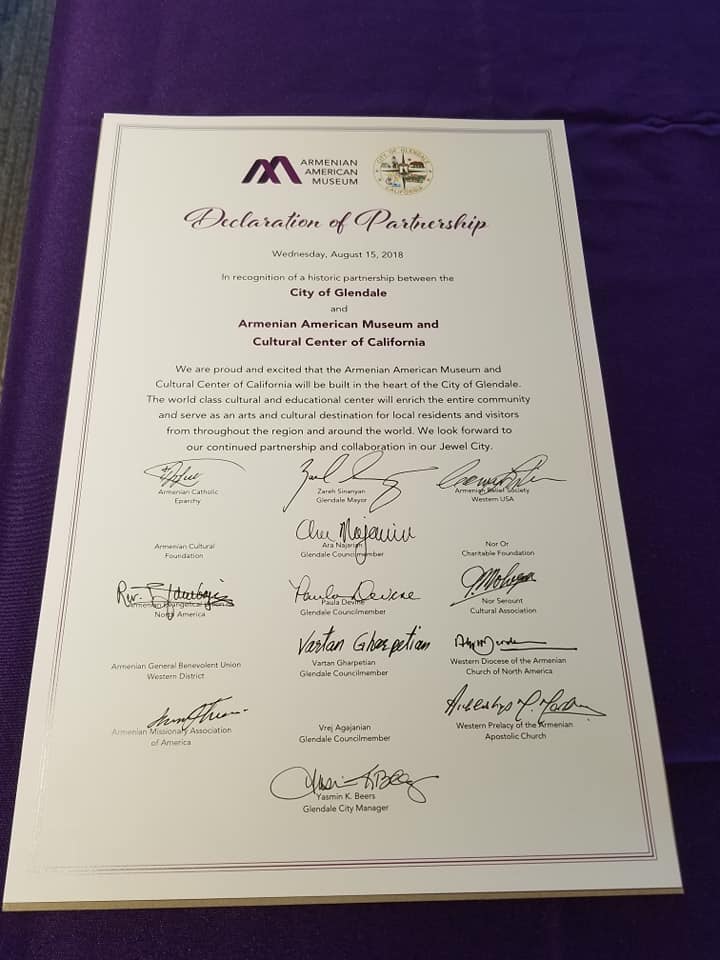 ARMENIAN
AMERICAN
MUSEUM
CITY OF GLENDALE
CALIFORNIA
Declaration of Partnership
Wednesday, August 15, 2018
In recognition of a historic partnership between the
City of Glendale
and
Armenian American Museum and
Cultural Center of California
We are proud and excited that the Armenian American Museum and
Cultural Center of California will be built in the heart of the City of Glendale.
The world class cultural and educational center will enrich the entire community
and serve as an arts and cultural destination for local residents and visitors
from throughout the region and around the world. We look forward to
our continued partnership and collaboration in our Jewel City.
Armenian Catholic
Eparchy
Zareh Sinanyan
Glendale Mayor
Armenian Relief Society
Western USA
Armenian Cultural
Foundation
Ara Najarian
Glendale Councilmember
Nor Or
Charitable Foundation
Rev.
Armenian Evangelical
North America
Paula Devine
Paula Devine
Glendale Councilmember
Nor Serount
Cultural Association
Armenian General Benevolent Union
Western District
Vartan Gharpetian
Vartan Gharpetian
Glendale Councilmember
Western Diocese of the Armenian
Church of North America
Armenian Missionary Association
of America
Vrej Agajanian
Glendale Councilmember
Western Prelacy of the Armenian
Apostolic Church
Yasmin K. Beers
Glendale City Manager